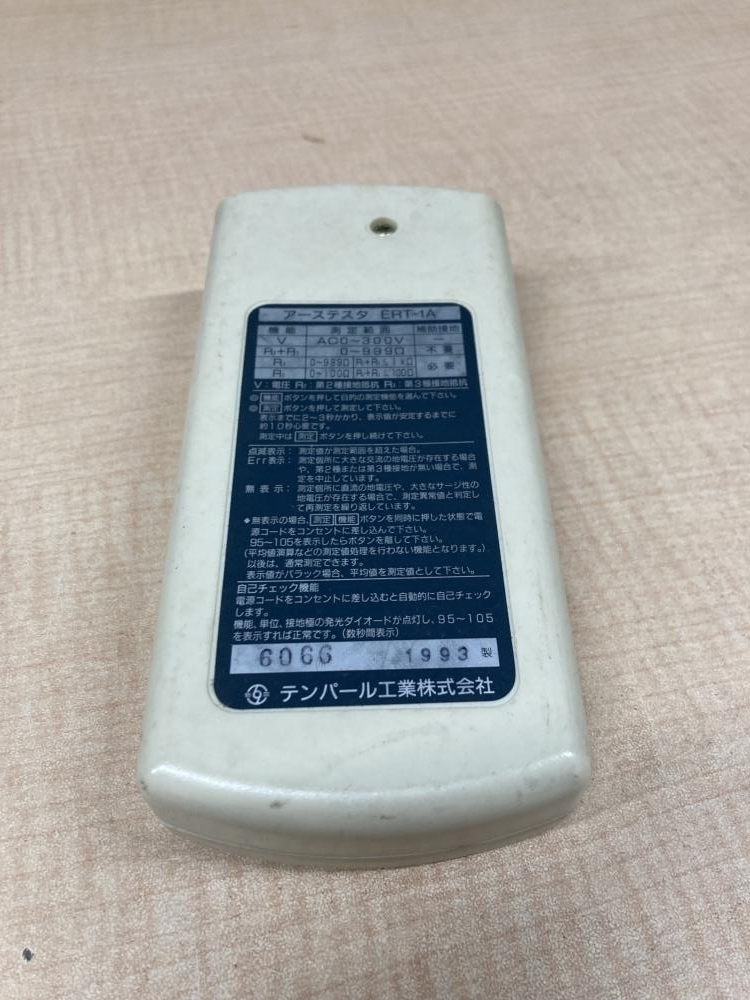 アーステスタ ERT-1A
機能 測定範囲 補助接地
V AC0~300V —
R₂+R₃ 0~999Ω 不要
R₃ 0~999Ω R₂+R₃≦1kΩ 必要
R₂ 0~100Ω R₂+R₃≦100Ω
V:電圧 R₂:第2種接地抵抗 R₃:第3種接地抵抗
●機能ボタンを押して目的の測定機能を選んで下さい。
●測定ボタンを押して測定して下さい。
表示までに2~3秒かかり、表示値が安定するまでに
約10秒必要です。
測定中は測定ボタンを押し続けて下さい。
点滅表示:測定値が測定範囲を超えた場合。
Err表示:測定個所に大きな交流の地電圧が存在する場合
や、第2種または第3種接地が無い場合で、測
定を中止しています。
無表示:測定個所に直流の地電圧や、大きなサージ性の
地電圧が存在する場合で、測定異常値と判定し
て再測定を繰り返しています。
◆無表示の場合、測定機能ボタンを同時に押した状態で電
源コードをコンセントに差し込んで下さい。
95~105を表示したらボタンを離して下さい。
(平均値演算などの測定値処理を行わない機能となります。)
以後は、通常測定できます。
表示値がバラック場合、平均値を測定値として下さい。
自己チェック機能
電源コードをコンセントに差し込むと自動的に自己チェック
します。
機能、単位、接地極の発光ダイオードが点灯し、95~105
を表示すれば正常です。(数秒間表示)
6066 1993 製
テンパール工業株式会社